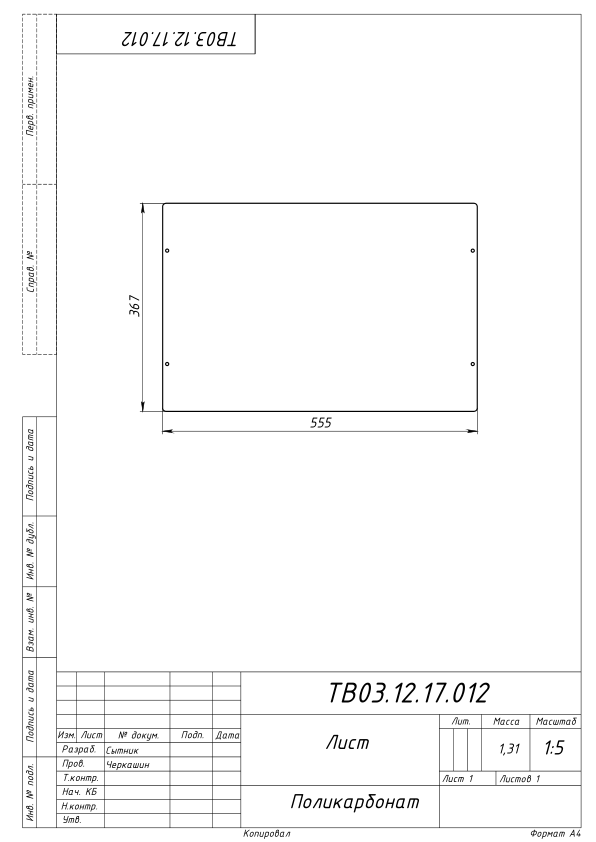 ТВ03.12.17.012
Перв. примен.
Справ. №
367
555
Подпись и дата
Инв. № дубл.
Взам. инв. №
Подпись и дата
Инв. № подл.
ТВ03.12.17.012
Изм. Лист № докум. Подп. Дата
Разраб. Сытник
Пров. Черкашин
Т.контр.
Нач. КБ
Н.контр.
Утв.
Лист
Лит. Масса Масштаб
1,31 1:5
Лист 1 Листов 1
Поликарбонат
Копировал Формат А4